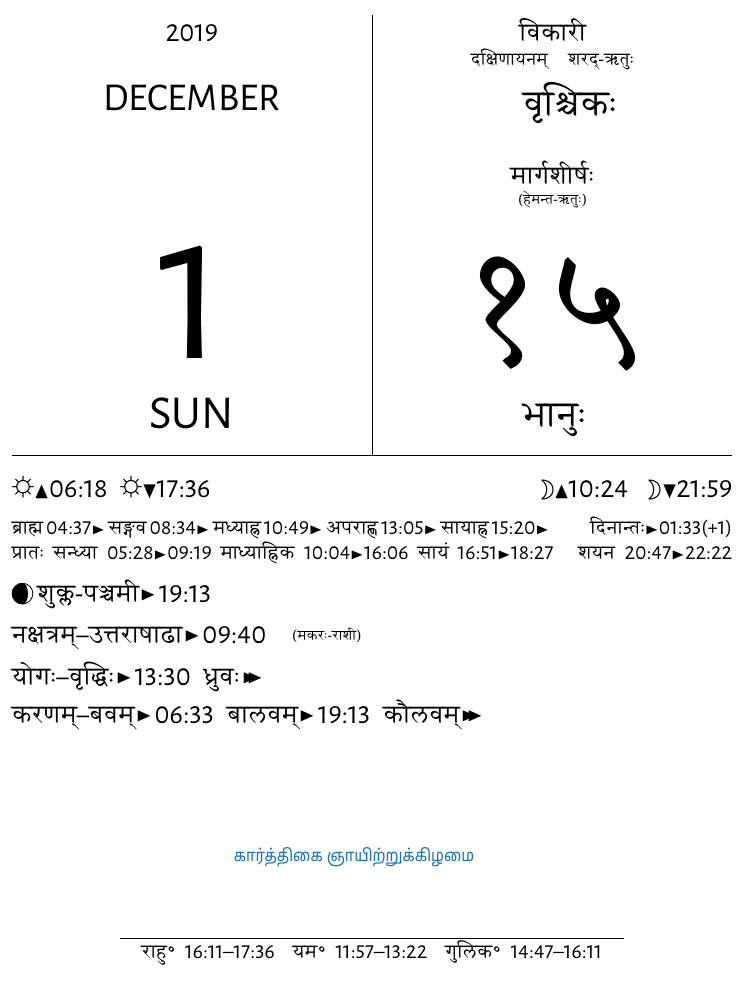 2019
DECEMBER
1
SUN
विकारी
दक्षिणायनम् शरद्-ऋतुः
वृश्चिकः
मार्गशीर्षः
(हेमन्त-ऋतुः)
१५
भानुः
☼▲06:18 ☼▼17:36 ☽▲10:24 ☽▼21:59
ब्राह्म 04:37► सङ्गव 08:34► मध्याह्न 10:49► अपराह्ण 13:05► सायाह्न 15:20► दिनान्तः►01:33(+1)
प्रातः सन्ध्या 05:28►09:19 माध्याह्निक 10:04►16:06 सायं 16:51►18:27 शयन 20:47►22:22
शुक्ल-पञ्चमी►19:13
नक्षत्रम्–उत्तराषाढा►09:40 (मकरः-राशी)
योगः–वृद्धिः►13:30 ध्रुवः►►
करणम्–बवम्►06:33 बालवम्►19:13 कौलवम्►►
கார்த்திகை ஞாயிற்றுக்கிழமை
राहु° 16:11–17:36 यम° 11:57–13:22 गुलिक° 14:47–16:11